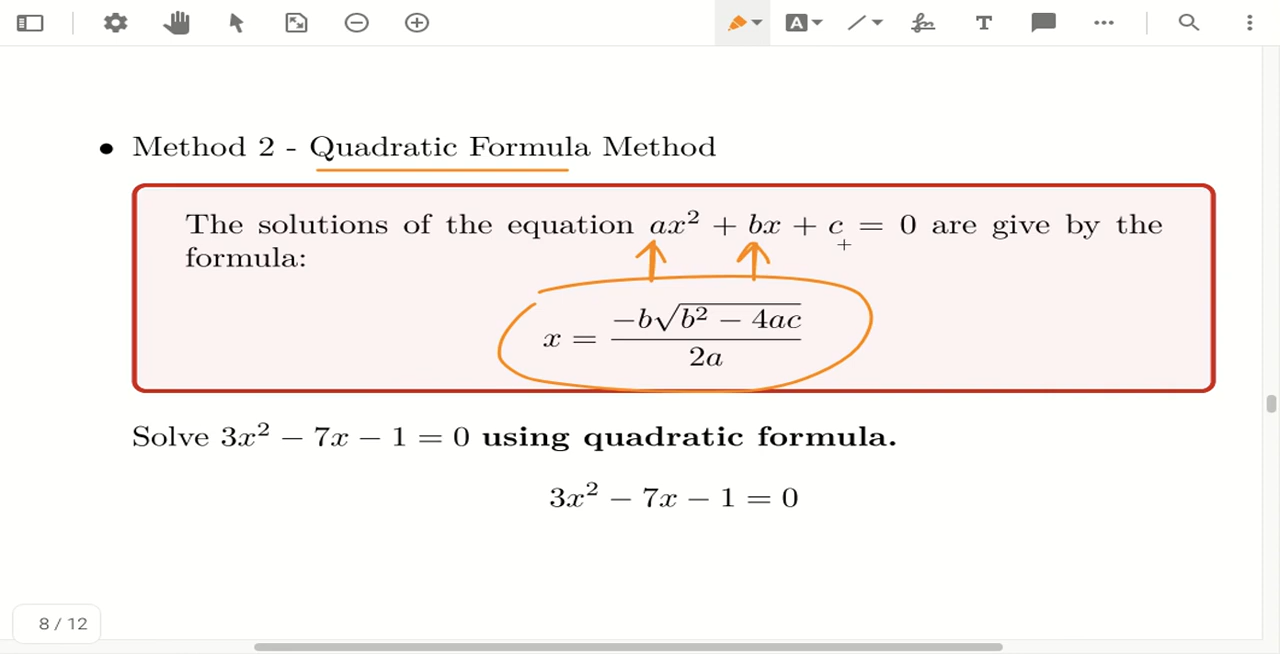 • Method 2 - Quadratic Formula Method
The solutions of the equation ax² + bx + c = 0 are give by the
formula:
x = (-b√(b² − 4ac))/(2a)
Solve 3x² − 7x − 1 = 0 using quadratic formula.
3x² − 7x − 1 = 0
8 / 12